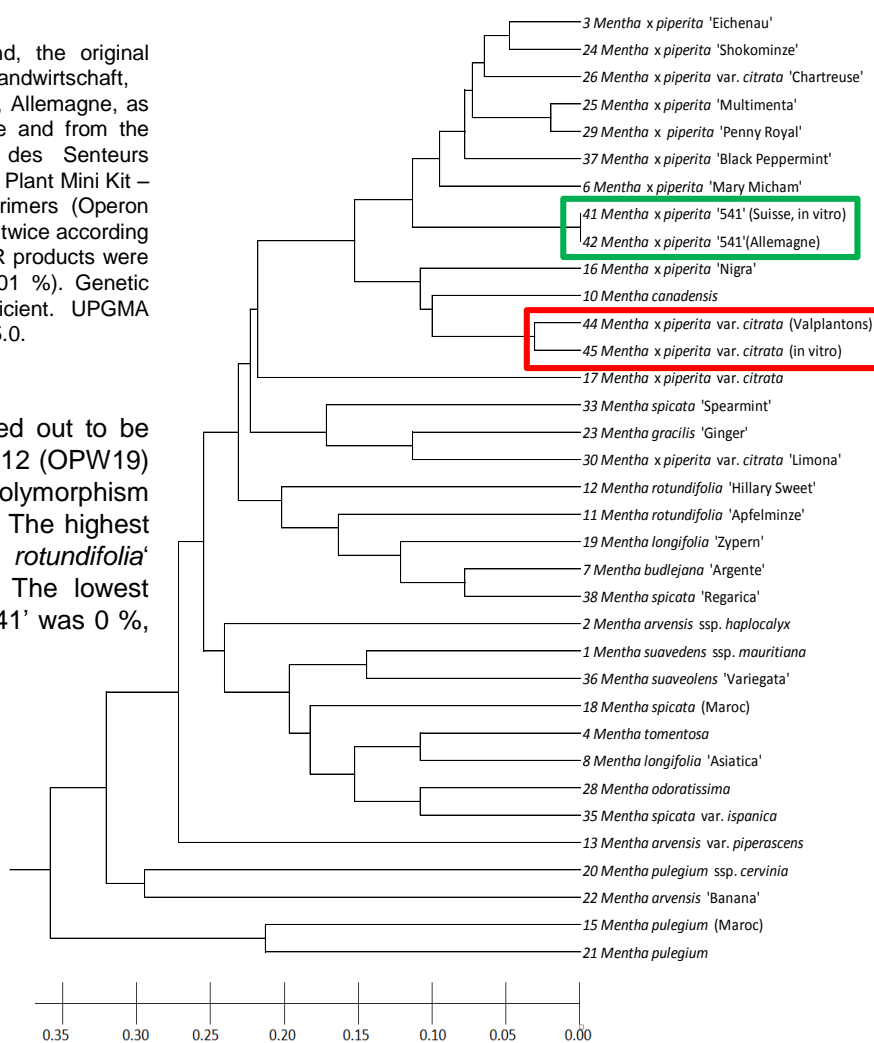 nd, the original
andwirtschaft,
, Allemagne, as
e and from the
des Senteurs
Plant Mini Kit –
rimers (Operon
twice according
R products were
01 %). Genetic
icient. UPGMA
5.0.
ed out to be
12 (OPW19)
olymorphism
The highest
rotundifolia‘
The lowest
41’ was 0 %,
3 Mentha x piperita 'Eichenau'
24 Mentha x piperita 'Shokominze'
26 Mentha x piperita var. citrata 'Chartreuse'
25 Mentha x piperita 'Multimenta'
29 Mentha x piperita 'Penny Royal'
37 Mentha x piperita 'Black Peppermint'
6 Mentha x piperita 'Mary Micham'
41 Mentha x piperita '541' (Suisse, in vitro)
42 Mentha x piperita '541'(Allemagne)
16 Mentha x piperita 'Nigra'
10 Mentha canadensis
44 Mentha x piperita var. citrata (Valplantons)
45 Mentha x piperita var. citrata (in vitro)
17 Mentha x piperita var. citrata
33 Mentha spicata 'Spearmint'
23 Mentha gracilis 'Ginger'
30 Mentha x piperita var. citrata 'Limona'
12 Mentha rotundifolia 'Hillary Sweet'
11 Mentha rotundifolia 'Apfelminze'
19 Mentha longifolia 'Zypern'
7 Mentha budlejana 'Argente'
38 Mentha spicata 'Regarica'
2 Mentha arvensis ssp. haplocalyx
1 Mentha suavedens ssp. mauritiana
36 Mentha suaveolens 'Variegata'
18 Mentha spicata (Maroc)
4 Mentha tomentosa
8 Mentha longifolia 'Asiatica'
28 Mentha odoratissima
35 Mentha spicata var. ispanica
13 Mentha arvensis var. piperascens
20 Mentha pulegium ssp. cervinia
22 Mentha arvensis 'Banana'
15 Mentha pulegium (Maroc)
21 Mentha pulegium
0.35 0.30 0.25 0.20 0.15 0.10 0.05 0.00